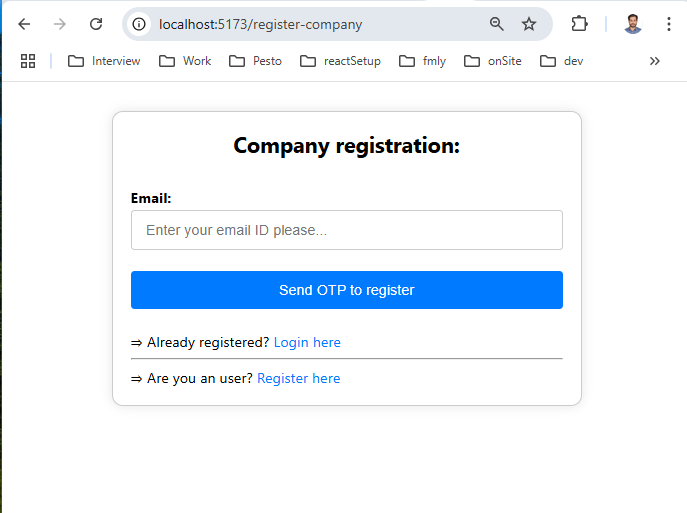 localhost:5173/register-company
Interview Work Pesto reactSetup fmly onSite dev
Company registration:
Email:
Enter your email ID please...
Send OTP to register
⇒ Already registered? Login here
⇒ Are you an user? Register here